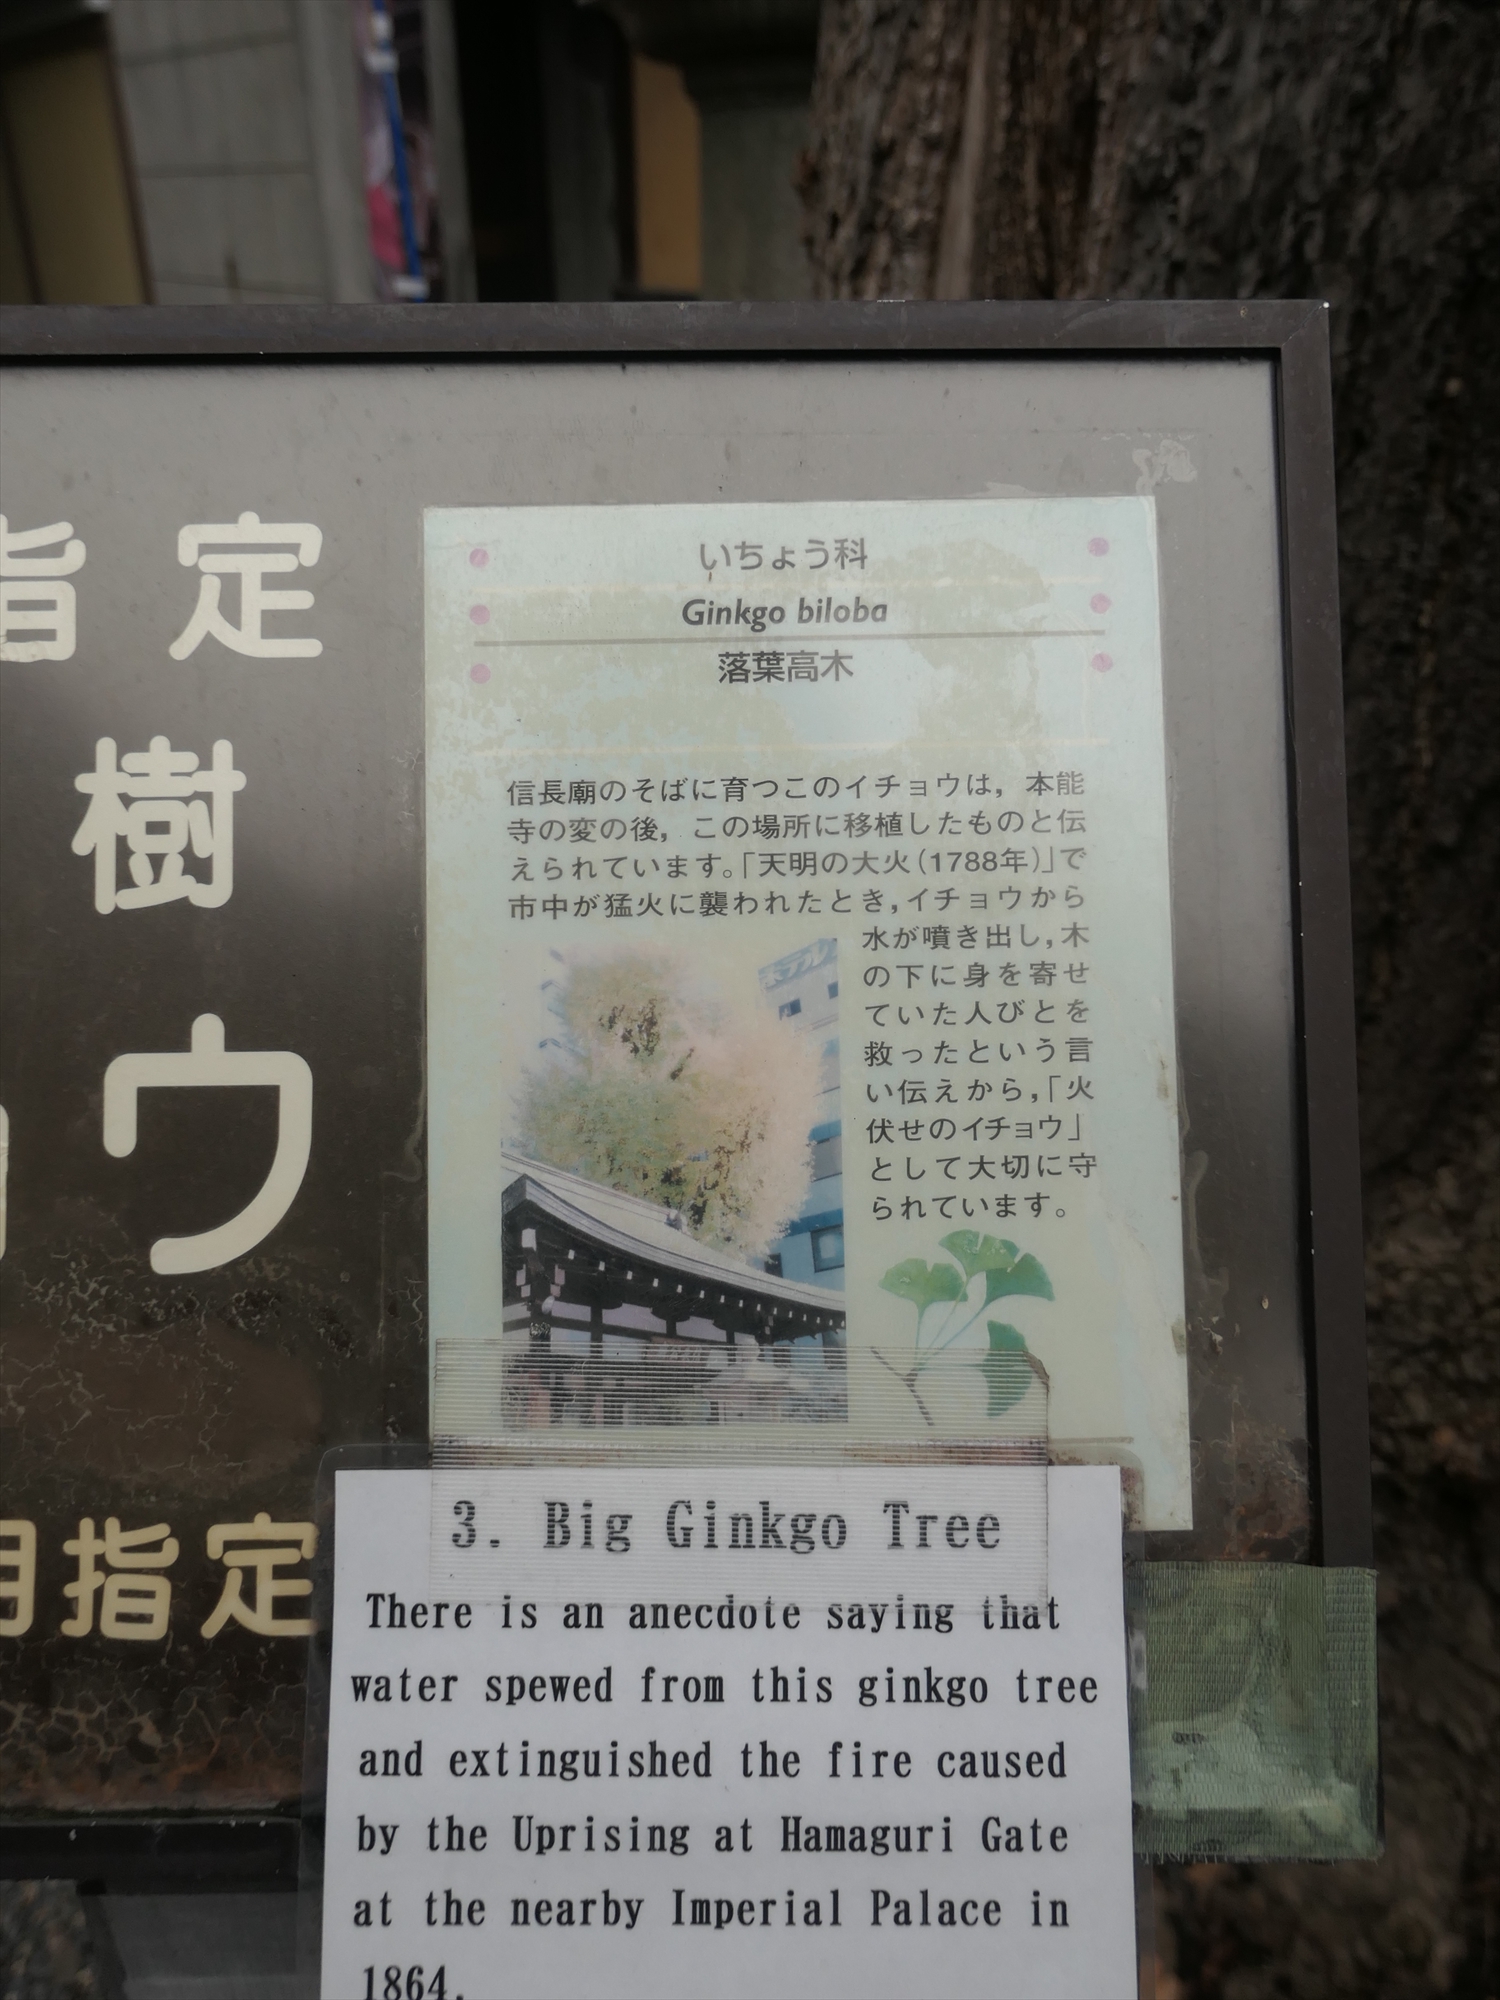 指定
樹
ウ
指定
いちょう科
Ginkgo biloba
落葉高木
信長廟のそばに育つこのイチョウは，本能
寺の変の後，この場所に移植したものと伝
えられています。「天明の大火(1788年)」で
市中が猛火に襲われたとき，イチョウから
水が噴き出し，木
の下に身を寄せ
ていた人びとを
救ったという言
い伝えから，「火
伏せのイチョウ」
として大切に守
られています。
ホテル
3. Big Ginkgo Tree
There is an anecdote saying that
water spewed from this ginkgo tree
and extinguished the fire caused
by the Uprising at Hamaguri Gate
at the nearby Imperial Palace in
1864.